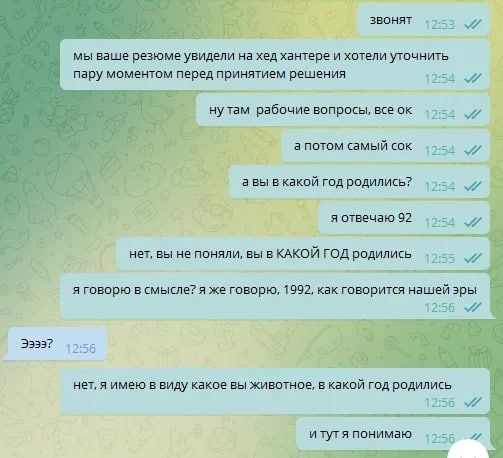 звонят 12:53
мы ваше резюме увидели на хед хантере и хотели уточнить
пару моментом перед принятием решения 12:54
ну там рабочие вопросы, все ок 12:54
а потом самый сок 12:54
а вы в какой год родились? 12:54
я отвечаю 92 12:54
нет, вы не поняли, вы в КАКОЙ ГОД родились 12:55
я говорю в смысле? я же говорю, 1992, как говорится нашей эры
12:56
Ээээ? 12:56
нет, я имею в виду какое вы животное, в какой год родились
12:56
и тут я понимаю 12:56